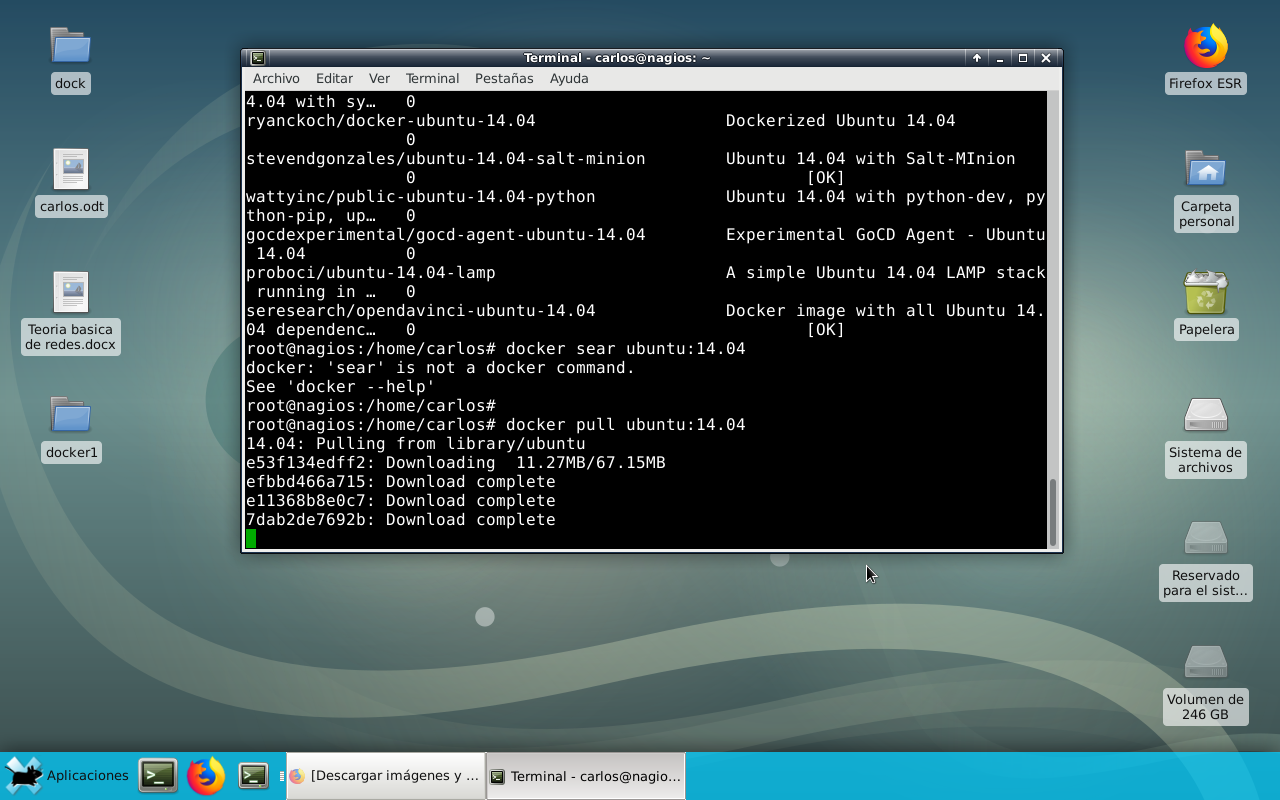 dock
carlos.odt
Teoria basica
de redes.docx
docker1
Terminal - carlos@nagios: ~
Archivo Editar Ver Terminal Pestañas Ayuda
4.04 with sy… 0
ryanckoch/docker-ubuntu-14.04 Dockerized Ubuntu 14.04
0
stevendgonzales/ubuntu-14.04-salt-minion Ubuntu 14.04 with Salt-MInion
0 [OK]
wattyinc/public-ubuntu-14.04-python Ubuntu 14.04 with python-dev, py
thon-pip, up… 0
gocdexperimental/gocd-agent-ubuntu-14.04 Experimental GoCD Agent - Ubuntu
14.04 0
proboci/ubuntu-14.04-lamp A simple Ubuntu 14.04 LAMP stack
running in … 0
seresearch/opendavinci-ubuntu-14.04 Docker image with all Ubuntu 14.
04 dependenc… 0 [OK]
root@nagios:/home/carlos# docker sear ubuntu:14.04
docker: 'sear' is not a docker command.
See 'docker --help'
root@nagios:/home/carlos#
root@nagios:/home/carlos# docker pull ubuntu:14.04
14.04: Pulling from library/ubuntu
e53f134edff2: Downloading 11.27MB/67.15MB
efbbd466a715: Download complete
e11368b8e0c7: Download complete
7dab2de7692b: Download complete
Firefox ESR
Carpeta
personal
Papelera
Sistema de
archivos
Reservado
para el sist…
Volumen de
246 GB
Aplicaciones
[Descargar imágenes y …
Terminal - carlos@nagio…